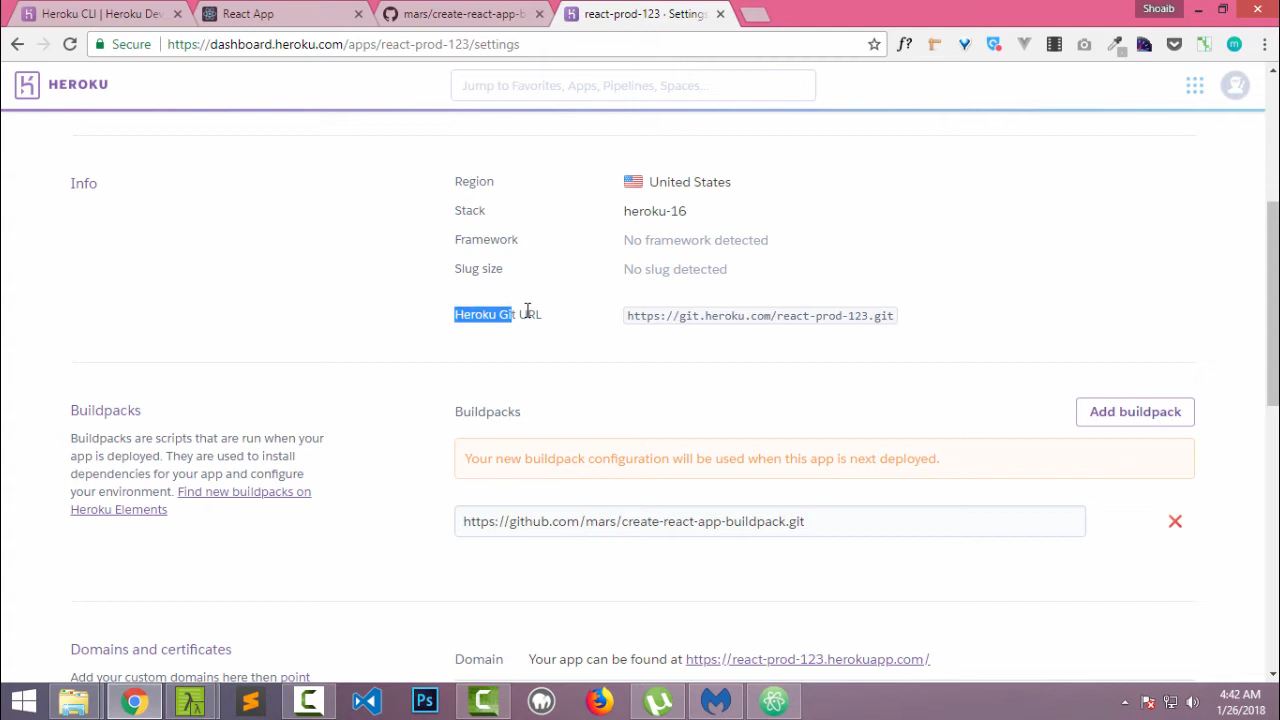 Heroku CLI | Heroku Dev
React App
mars/create-react-app-b
react-prod-123 - Settings
Shoaib
Secure
https://dashboard.heroku.com/apps/react-prod-123/settings
f?
m
HEROKU
Jump to Favorites, Apps, Pipelines, Spaces...
Info
Region
United States
Stack
heroku-16
Framework
No framework detected
Slug size
No slug detected
Heroku Git URL
https://git.heroku.com/react-prod-123.git
Buildpacks
Buildpacks are scripts that are run when your
app is deployed. They are used to install
dependencies for your app and configure
your environment. Find new buildpacks on
Heroku Elements
Buildpacks
Add buildpack
Your new buildpack configuration will be used when this app is next deployed.
https://github.com/mars/create-react-app-buildpack.git
Domains and certificates
Add your custom domains here then point
Domain
Your app can be found at https://react-prod-123.herokuapp.com/
Ps
4:42 AM
1/26/2018